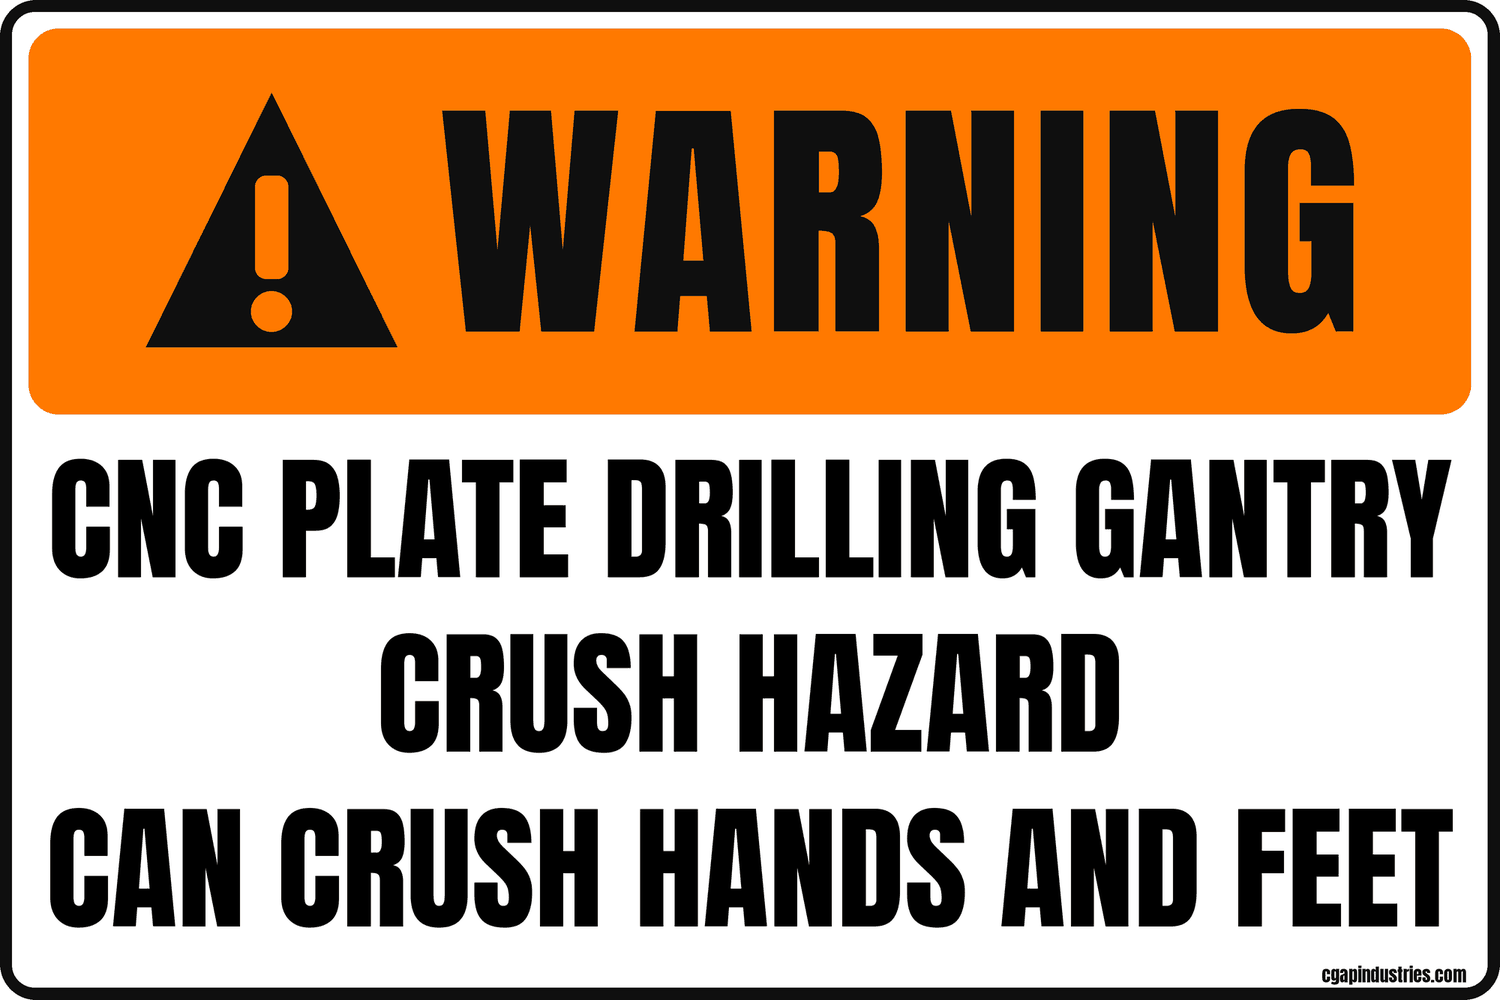 WARNING
CNC PLATE DRILLING GANTRY
CRUSH HAZARD
CAN CRUSH HANDS AND FEET
cgapindustries.com